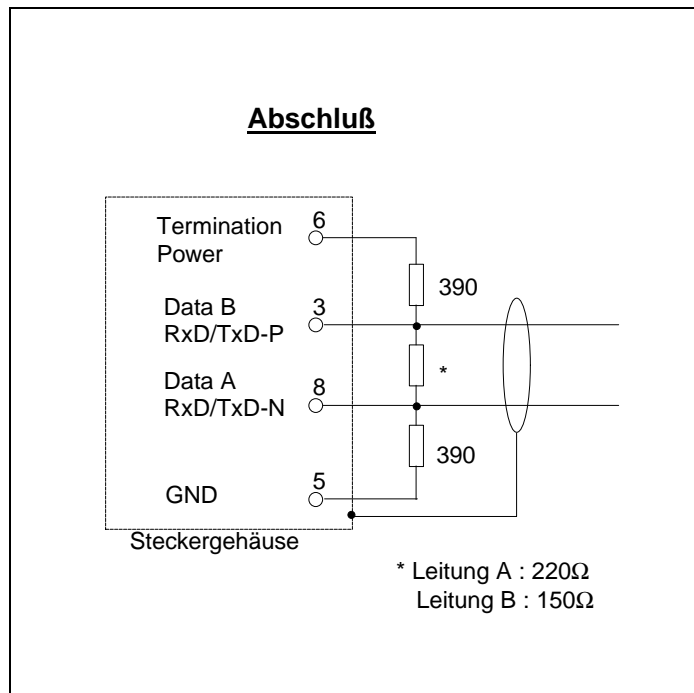 Abschluß
Termination
Power
6
390
Data B
RxD/TxD-P
3
*
Data A
RxD/TxD-N
8
390
GND
5
Steckergehäuse
* Leitung A : 220Ω
Leitung B : 150Ω